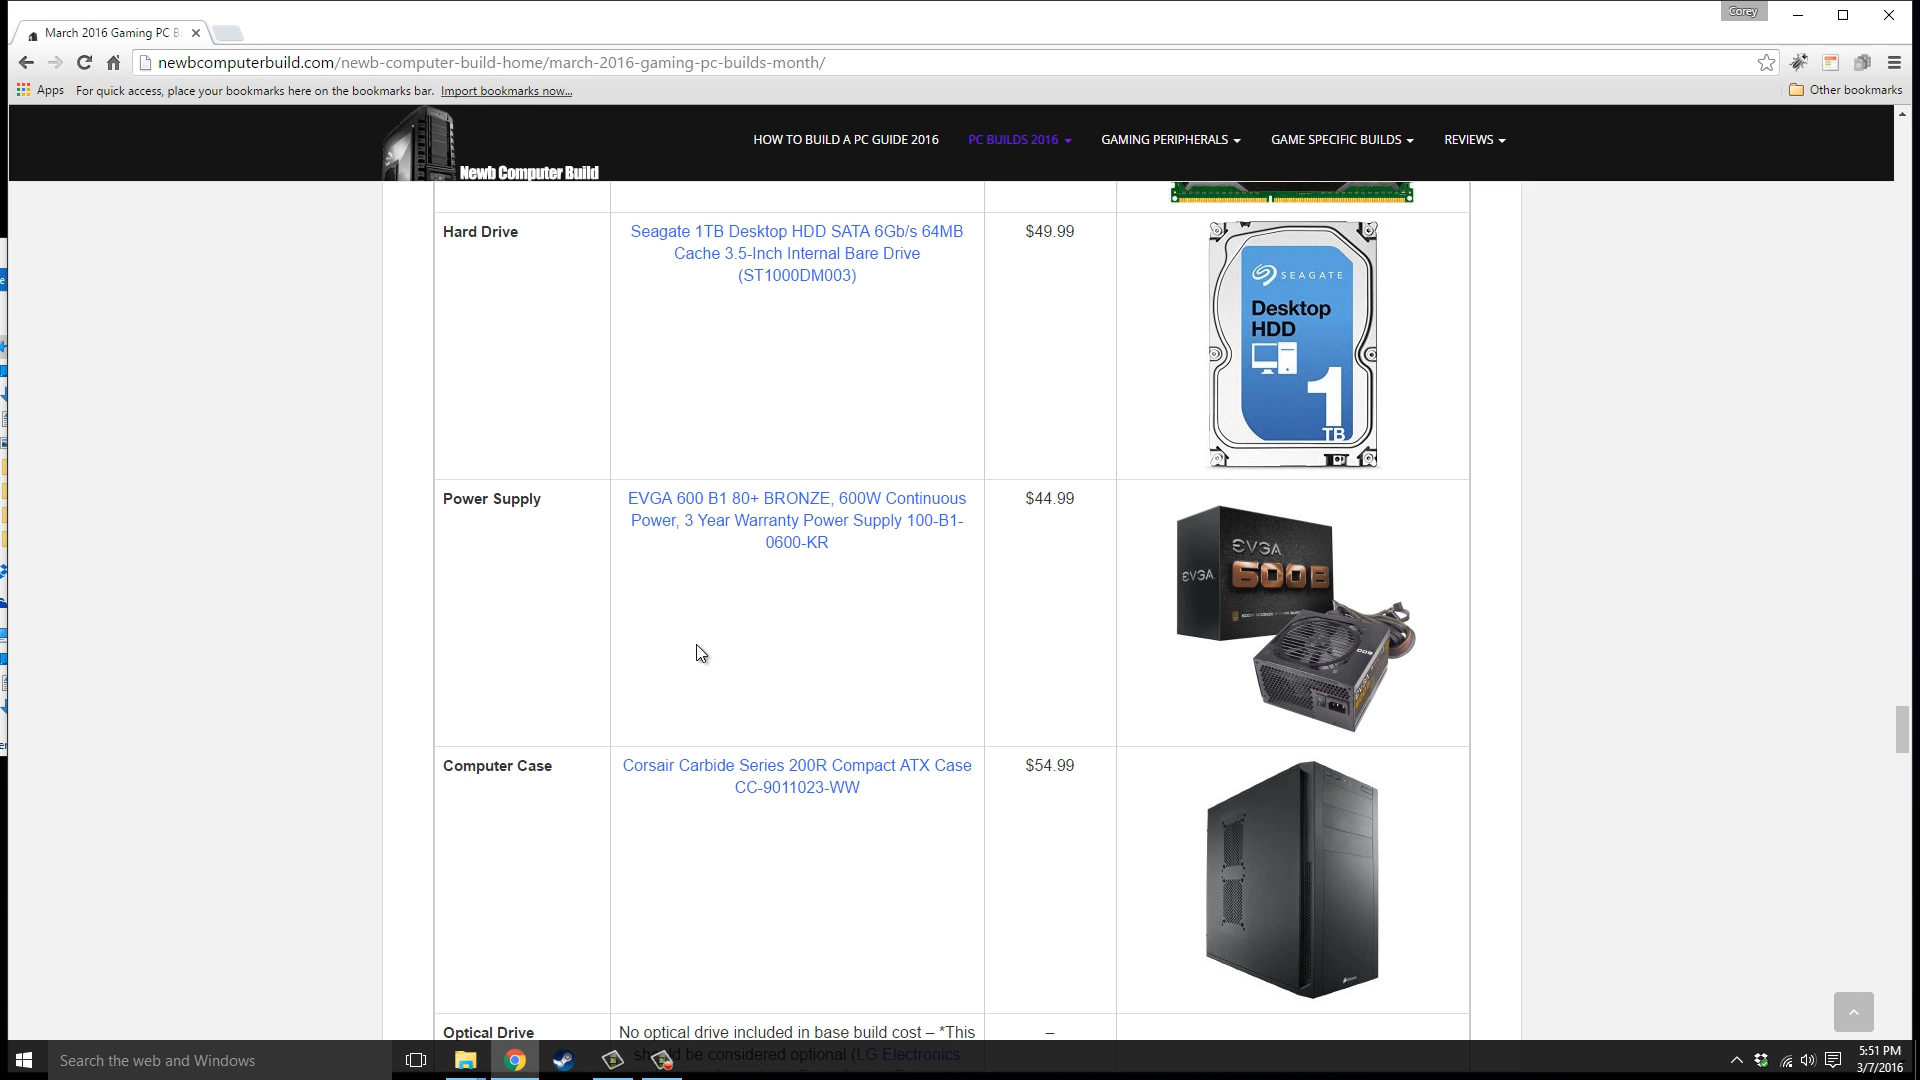 Corey
March 2016 Gaming PC B
newbcomputerbuild.com/newb-computer-build-home/march-2016-gaming-pc-builds-month/
Apps For quick access, place your bookmarks here on the bookmarks bar. Import bookmarks now...
Other bookmarks
Newb Computer Build
HOW TO BUILD A PC GUIDE 2016 PC BUILDS 2016 GAMING PERIPHERALS GAME SPECIFIC BUILDS REVIEWS
Hard Drive
Seagate 1TB Desktop HDD SATA 6Gb/s 64MB
Cache 3.5-Inch Internal Bare Drive
(ST1000DM003)
$49.99
SEAGATE
Desktop
HDD
1
TB
Power Supply
EVGA 600 B1 80+ BRONZE, 600W Continuous
Power, 3 Year Warranty Power Supply 100-B1-
0600-KR
$44.99
EVGA
EVGA
600B
Computer Case
Corsair Carbide Series 200R Compact ATX Case
CC-9011023-WW
$54.99
Optical Drive
No optical drive included in base build cost – *This
should be considered optional (LG Electronics
–
Search the web and Windows
5:51 PM
3/7/2016